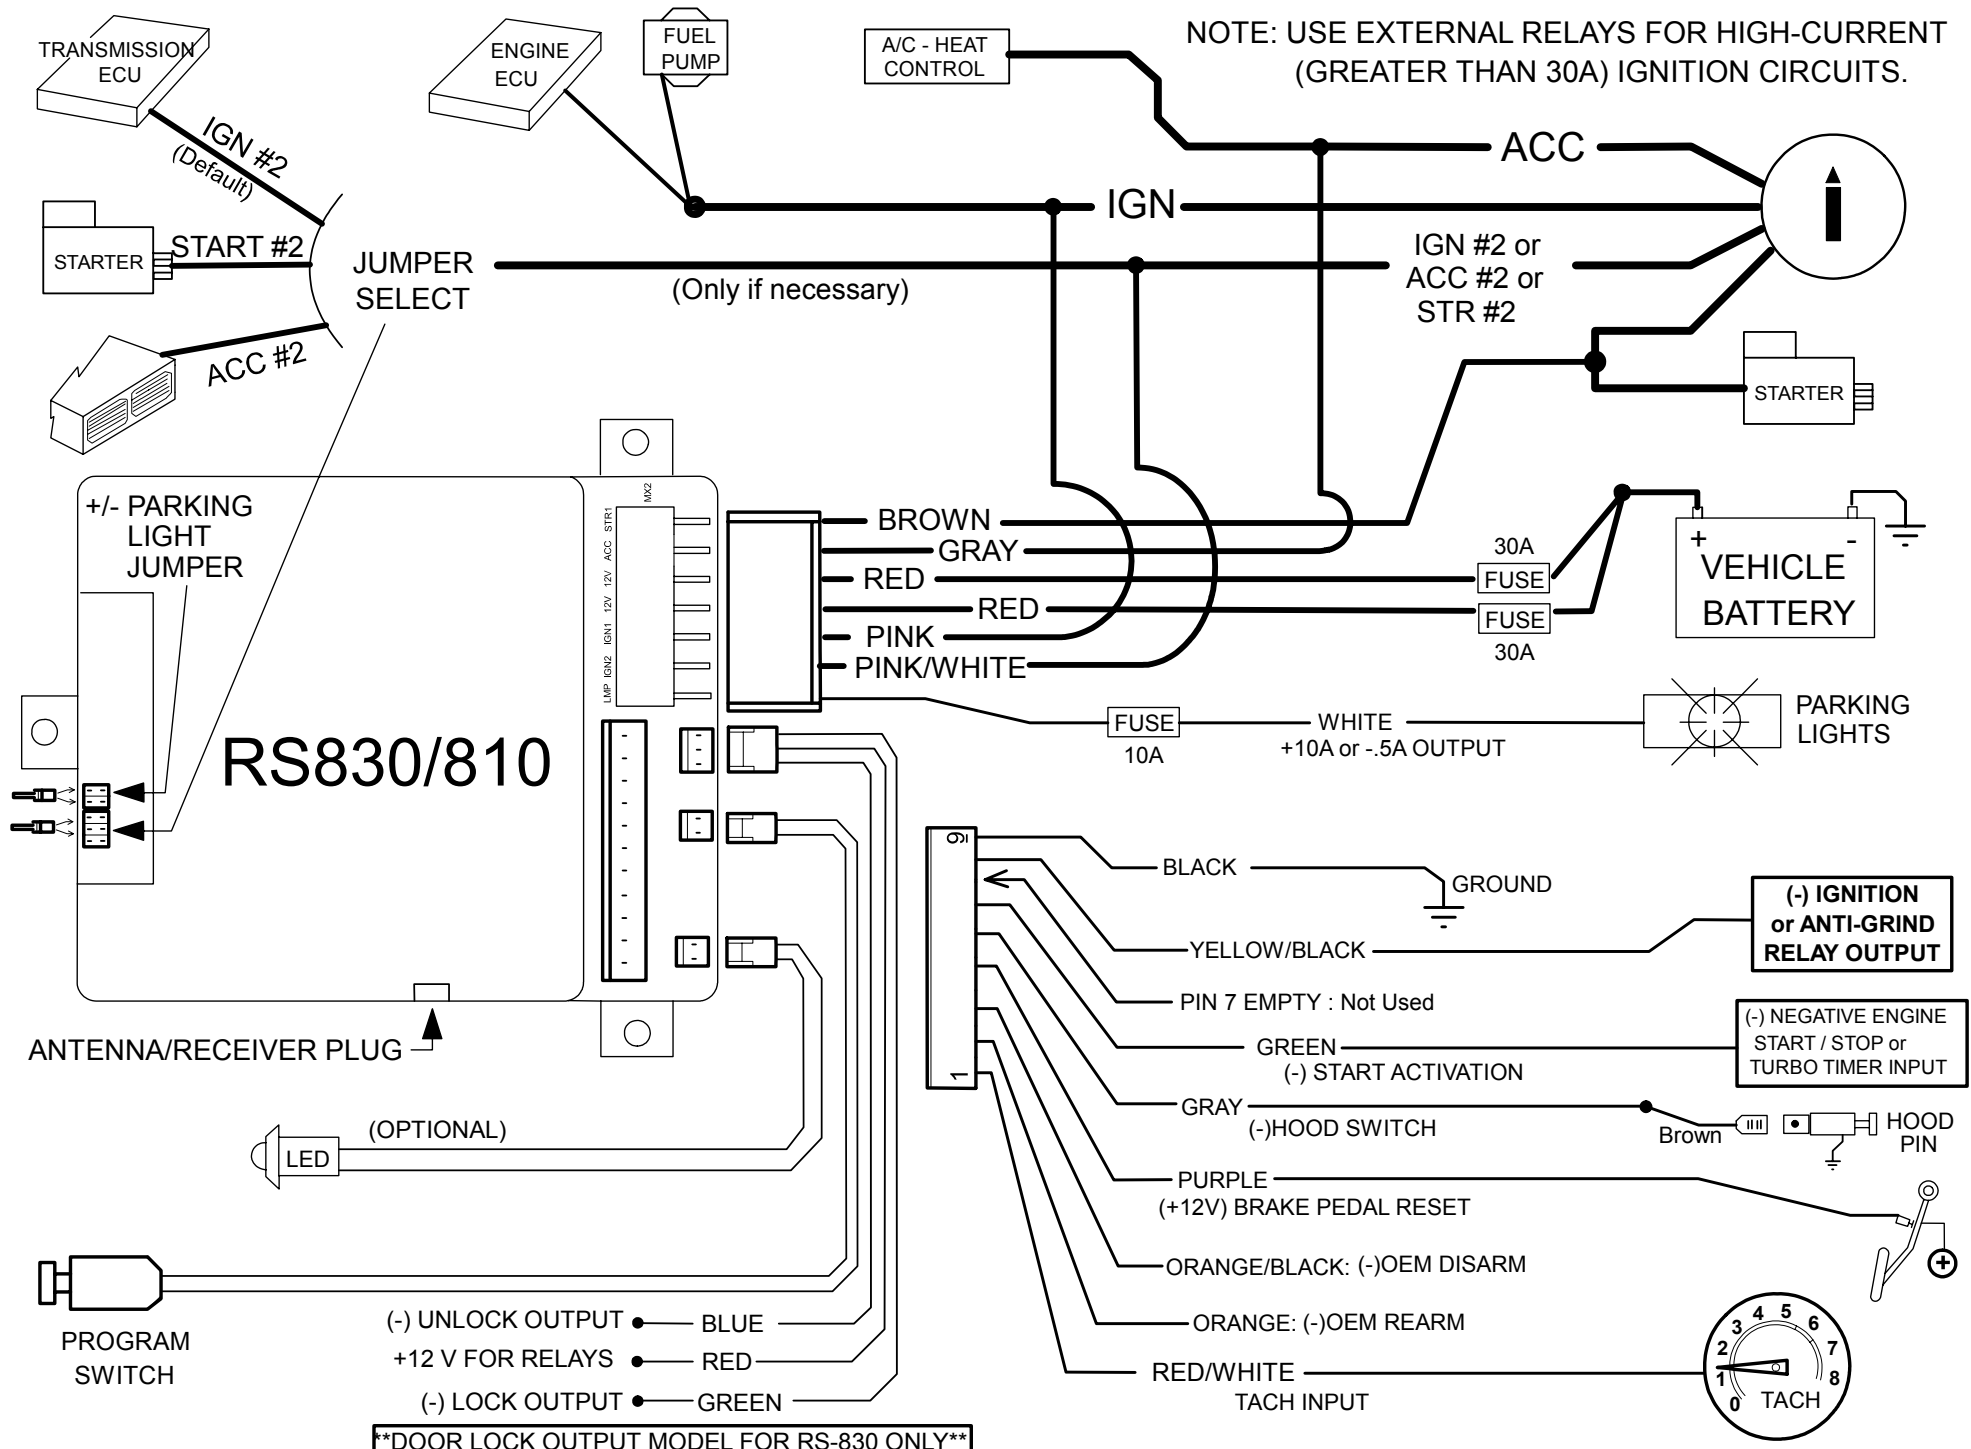 TRANSMISSION
ECU
ENGINE
ECU
FUEL
PUMP
A/C - HEAT
CONTROL
NOTE: USE EXTERNAL RELAYS FOR HIGH-CURRENT
(GREATER THAN 30A) IGNITION CIRCUITS.
IGN #2
(Default)
ACC
IGN
STARTER
START #2
JUMPER
SELECT
(Only if necessary)
IGN #2 or
ACC #2 or
STR #2
ACC #2
STARTER
+/- PARKING
LIGHT
JUMPER
MX2
STR1
ACC
12V
12V
IGN1
IGN2
LMP
BROWN
GRAY
RED
RED
PINK
PINK/WHITE
30A
FUSE
FUSE
30A
+ -
VEHICLE
BATTERY
RS830/810
FUSE
10A
WHITE
+10A or -.5A OUTPUT
PARKING
LIGHTS
9
1
BLACK
GROUND
(-) IGNITION
or ANTI-GRIND
RELAY OUTPUT
YELLOW/BLACK
PIN 7 EMPTY : Not Used
GREEN
(-) START ACTIVATION
(-) NEGATIVE ENGINE
START / STOP or
TURBO TIMER INPUT
ANTENNA/RECEIVER PLUG
GRAY
(-)HOOD SWITCH
Brown
HOOD
PIN
(OPTIONAL)
LED
PURPLE
(+12V) BRAKE PEDAL RESET
+
ORANGE/BLACK: (-)OEM DISARM
ORANGE: (-)OEM REARM
RED/WHITE
TACH INPUT
0
1
2
3
4
5
6
7
8
TACH
PROGRAM
SWITCH
(-) UNLOCK OUTPUT
BLUE
+12 V FOR RELAYS
RED
(-) LOCK OUTPUT
GREEN
**DOOR LOCK OUTPUT MODEL FOR RS-830 ONLY**